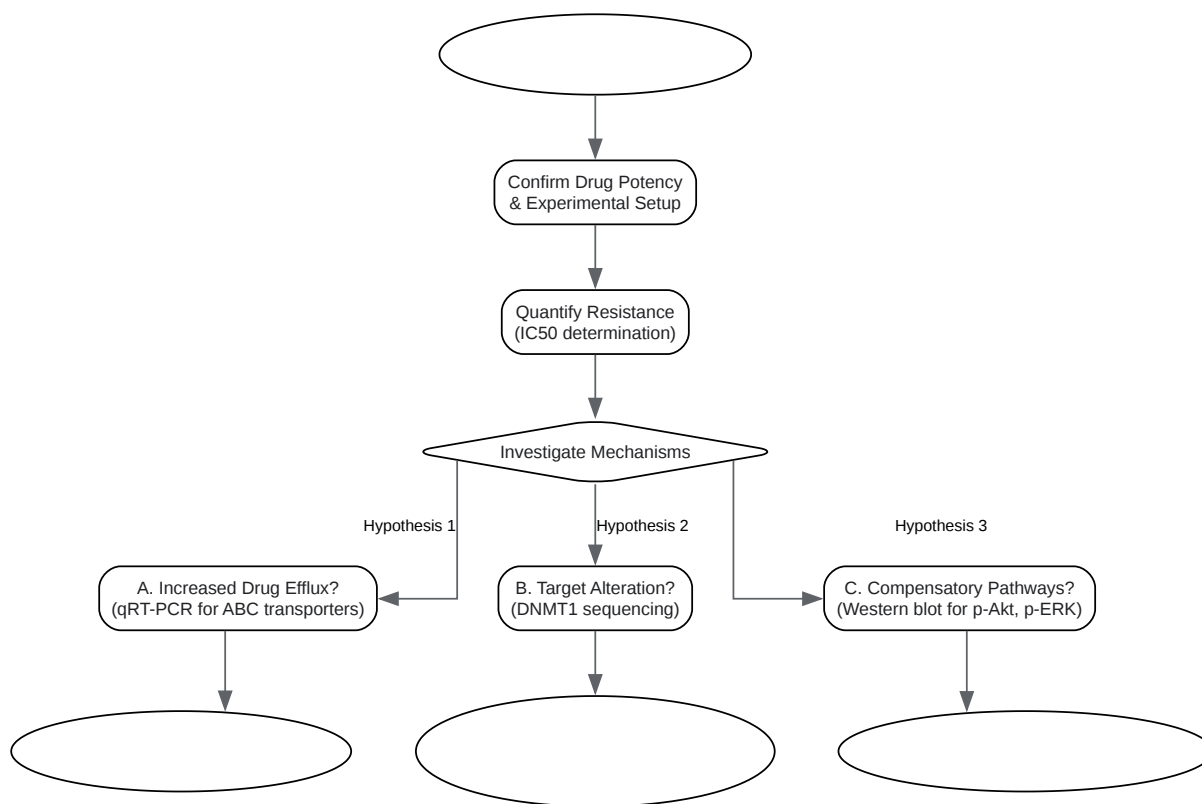 Confirm Drug Potency
& Experimental Setup
Quantify Resistance
(IC50 determination)
Investigate Mechanisms
Hypothesis 1
Hypothesis 2
Hypothesis 3
A. Increased Drug Efflux?
(qRT-PCR for ABC transporters)
B. Target Alteration?
(DNMT1 sequencing)
C. Compensatory Pathways?
(Western blot for p-Akt, p-ERK)